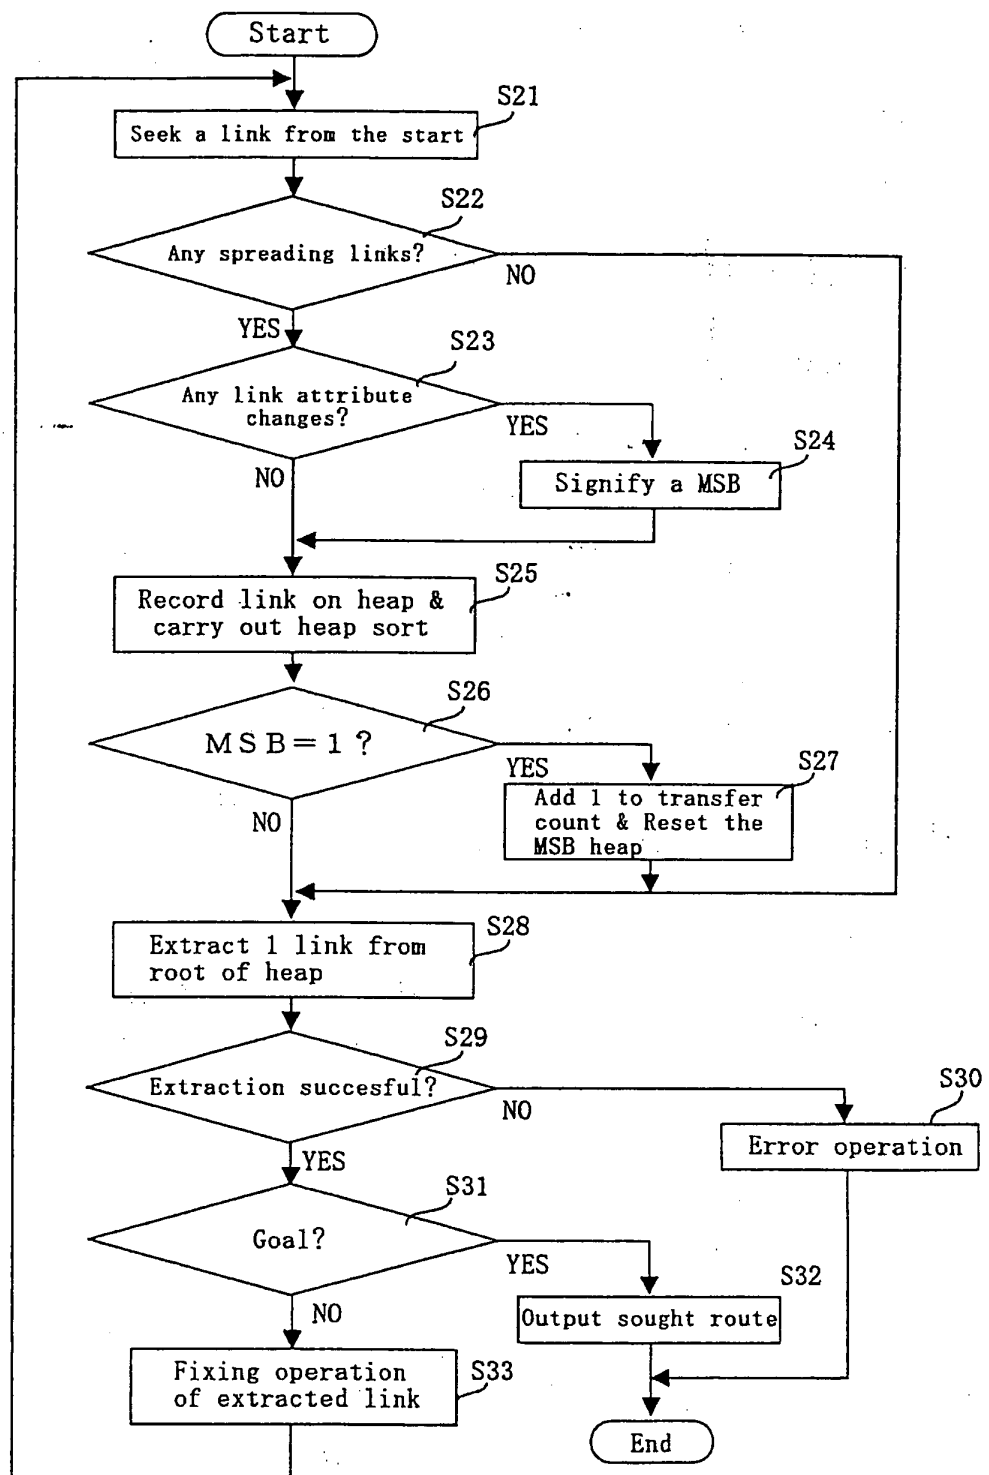 Start
S21
Seek a link from the start
S22
Any spreading links?
NO
YES
S23
Any link attribute
changes?
YES
S24
NO
Signify a MSB
S25
Record link on heap &
carry out heap sort
S26
MSB=1?
YES
S27
NO
Add 1 to transfer
count & Reset the
MSB heap
S28
Extract 1 link from
root of heap
S29
Extraction succesful?
NO
S30
Error operation
YES
S31
Goal?
YES
S32
NO
Output sought route
Fixing operation
of extracted link
S33
End